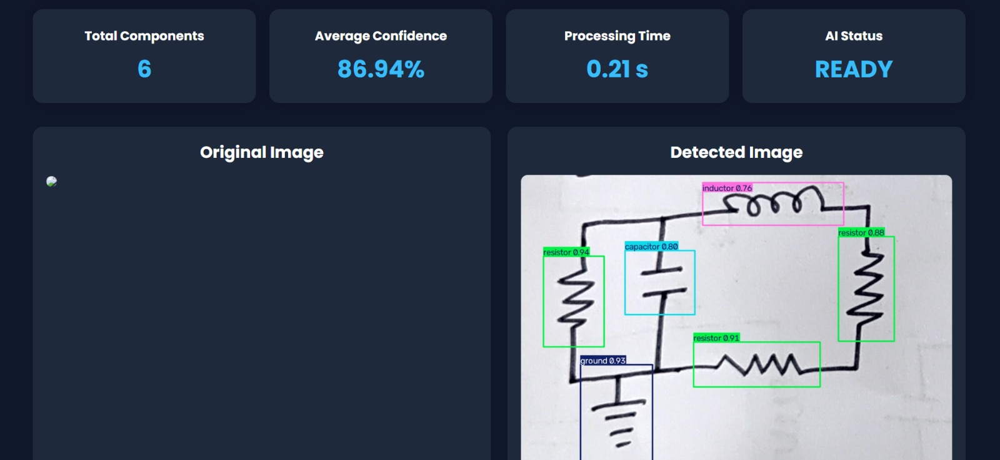 Total Components
6
Average Confidence
86.94%
Processing Time
0.21 s
AI Status
READY
Original Image
Detected Image
inductor 0.76
resistor 0.88
capacitor 0.80
resistor 0.94
resistor 0.91
ground 0.93